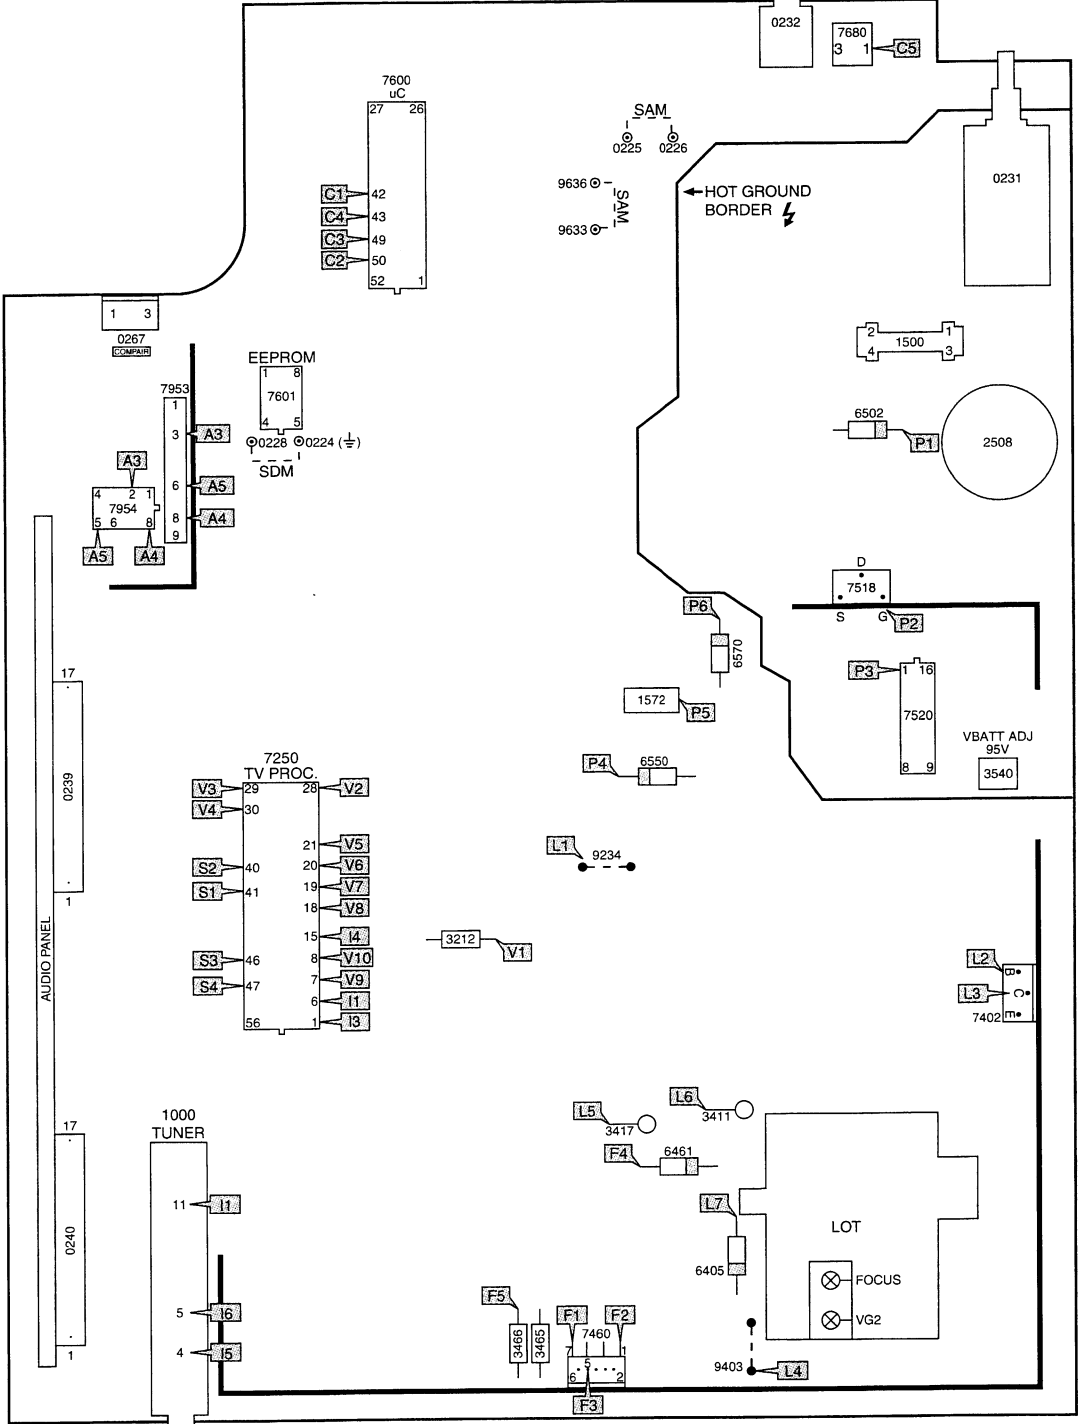 0232
7680
3 1
C5
7600
uC
27 26
C1 42
C4 43
C3 49
C2 50
52 1
SAM
0225 0226
9636
SAM
9633
HOT GROUND
BORDER
0231
1 3
0267
COMPAIR
2 1
1500
4 3
EEPROM
1 8
7601
4 5
0228 0224
SDM
7953
1
3 A3
6 A5
8 A4
9
A3
4 2 1
7954
5 6 8
A5 A4
6502
P1
2508
D
7518
S G
P2
P6
6570
P3
1 16
7520
8 9
1572
P5
VBATT ADJ
95V
3540
17
0239
1
AUDIO PANEL
7250
TV PROC.
V3 29 28 V2
V4 30
21 V5
S2 40 20 V6
S1 41 19 V7
18 V8
15 I4
S3 46 8 V10
S4 47 7 V9
6 I1
56 1 I3
P4
6550
L1
9234
3212
V1
L2 B
L3 C
7402 E
17
0240
1
1000
TUNER
11 I1
5 I6
4 I5
L6
3411
L5
3417
F4
6461
L7
6405
LOT
FOCUS
VG2
F5
3466
3465
F1 F2
7460
7 5 1
6 2
F3
9403
L4